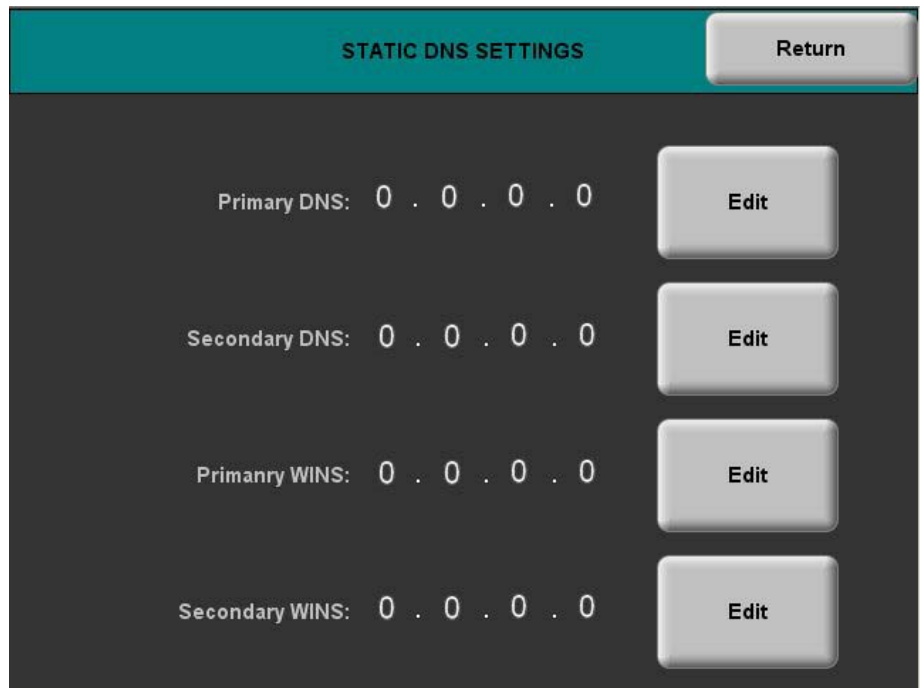 STATIC DNS SETTINGS Return
Primary DNS: 0 . 0 . 0 . 0 Edit
Secondary DNS: 0 . 0 . 0 . 0 Edit
Primanry WINS: 0 . 0 . 0 . 0 Edit
Secondary WINS: 0 . 0 . 0 . 0 Edit